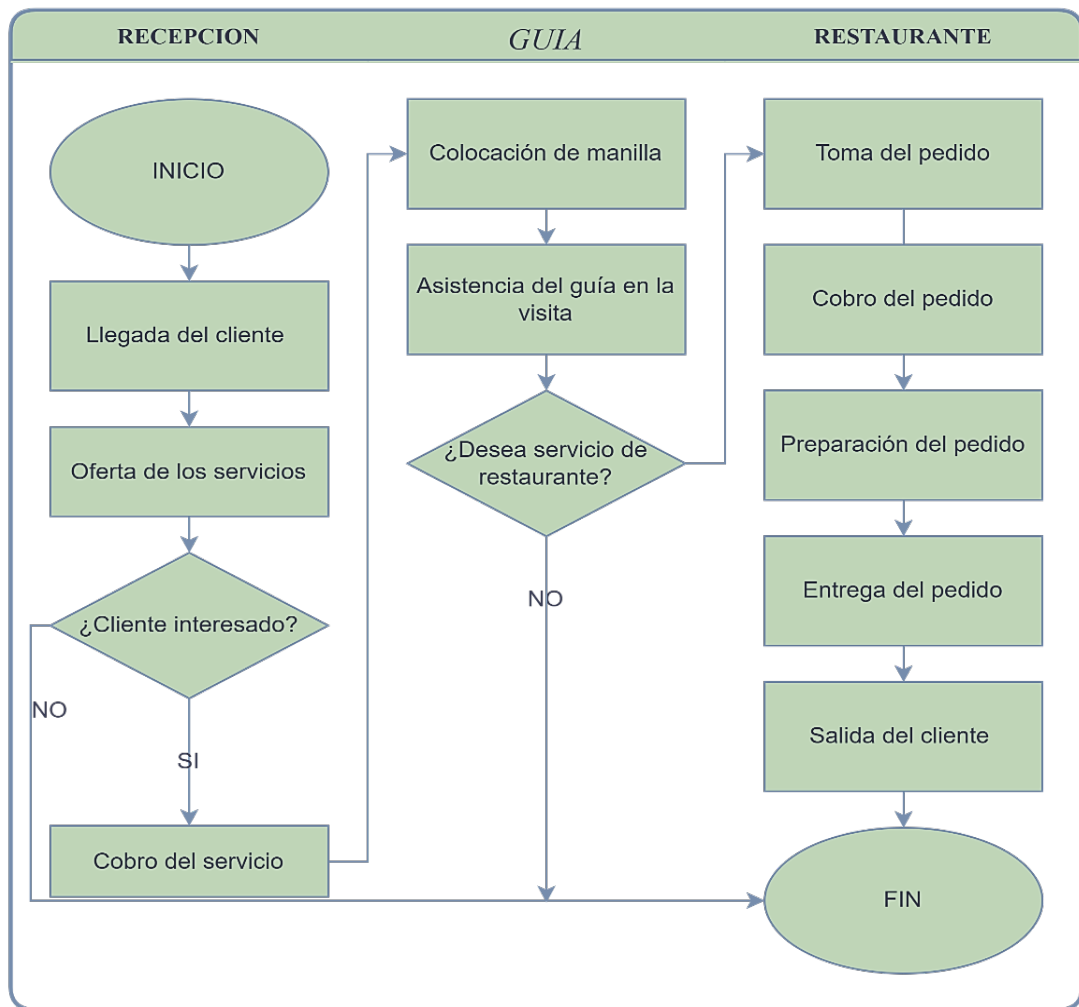 RECEPCION
GUIA
RESTAURANTE
INICIO
Llegada del cliente
Oferta de los servicios
¿Cliente interesado?
NO
SI
Cobro del servicio
Colocación de manilla
Asistencia del guía en la
visita
¿Desea servicio de
restaurante?
NO
Toma del pedido
Cobro del pedido
Preparación del pedido
Entrega del pedido
Salida del cliente
FIN